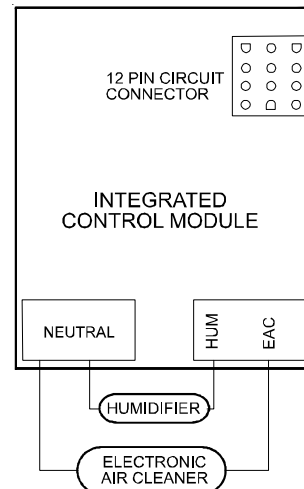 12 PIN CIRCUIT
CONNECTOR
INTEGRATED
CONTROL MODULE
NEUTRAL
HUM
EAC
HUMIDIFIER
ELECTRONIC
AIR CLEANER